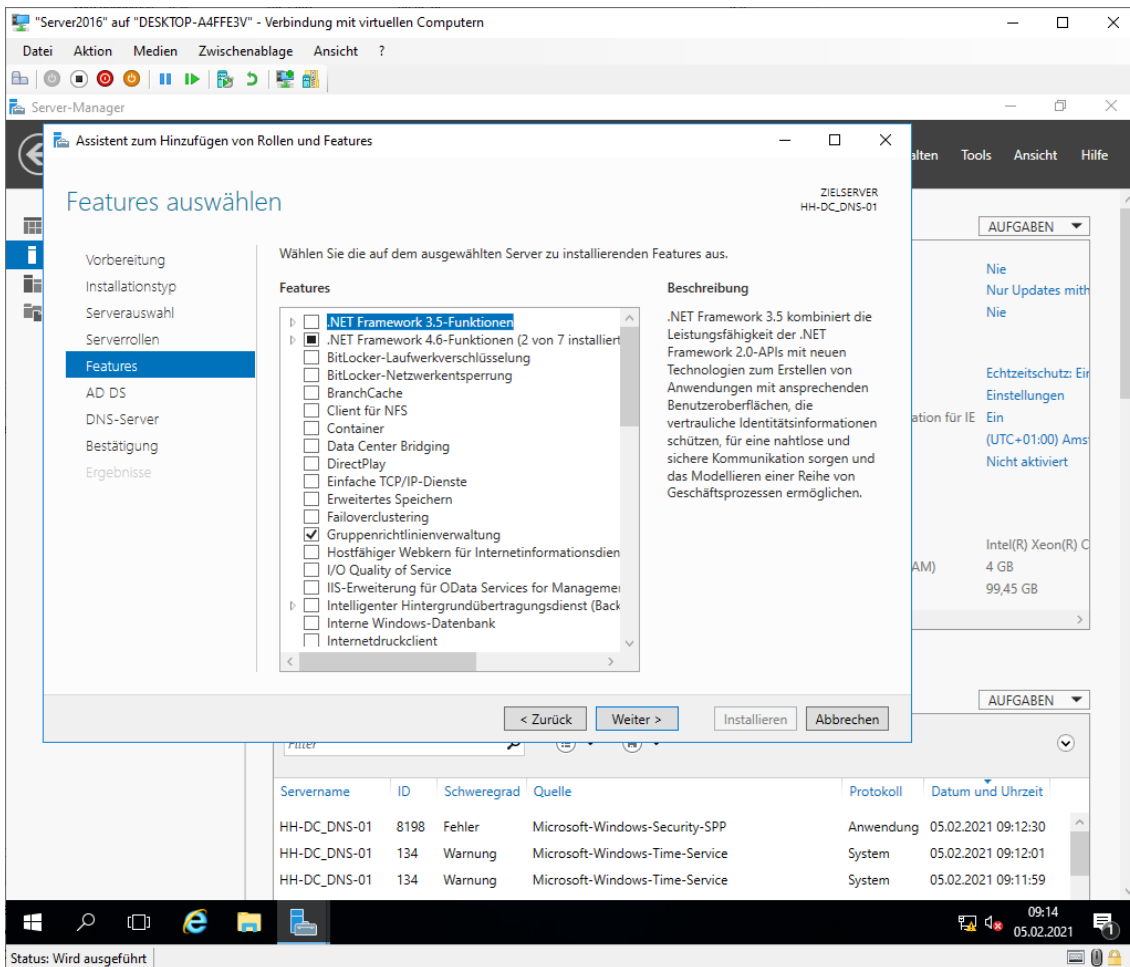 "Server2016" auf "DESKTOP-A4FFE3V" - Verbindung mit virtuellen Computern
Datei Aktion Medien Zwischenablage Ansicht ?
Server-Manager
Assistent zum Hinzufügen von Rollen und Features
alten Tools Ansicht Hilfe
Features auswählen
ZIELSERVER
HH-DC_DNS-01
Vorbereitung
Installationstyp
Serverauswahl
Serverrollen
Features
AD DS
DNS-Server
Bestätigung
Ergebnisse
Wählen Sie die auf dem ausgewählten Server zu installierenden Features aus.
Features
.NET Framework 3.5-Funktionen
.NET Framework 4.6-Funktionen (2 von 7 installiert
BitLocker-Laufwerkverschlüsselung
BitLocker-Netzwerkentsperrung
BranchCache
Client für NFS
Container
Data Center Bridging
DirectPlay
Einfache TCP/IP-Dienste
Erweitertes Speichern
Failoverclustering
Gruppenrichtlinienverwaltung
Hostfähiger Webkern für Internetinformationsdien
I/O Quality of Service
IIS-Erweiterung für OData Services for Managemen
Intelligenter Hintergrundübertragungsdienst (Back
Interne Windows-Datenbank
Internetdruckclient
Beschreibung
.NET Framework 3.5 kombiniert die
Leistungsfähigkeit der .NET
Framework 2.0-APIs mit neuen
Technologien zum Erstellen von
Anwendungen mit ansprechenden
Benutzeroberflächen, die
vertrauliche Identitätsinformationen
schützen, für eine nahtlose und
sichere Kommunikation sorgen und
das Modellieren einer Reihe von
Geschäftsprozessen ermöglichen.
< Zurück Weiter > Installieren Abbrechen
AUFGABEN
Nie
Nur Updates mith
Nie
Echtzeitschutz: Ein
Einstellungen
ation für IE Ein
(UTC+01:00) Ams
Nicht aktiviert
Intel(R) Xeon(R) C
AM) 4 GB
99,45 GB
AUFGABEN
Filter
Servername ID Schweregrad Quelle Protokoll Datum und Uhrzeit
HH-DC_DNS-01 8198 Fehler Microsoft-Windows-Security-SPP Anwendung 05.02.2021 09:12:30
HH-DC_DNS-01 134 Warnung Microsoft-Windows-Time-Service System 05.02.2021 09:12:01
HH-DC_DNS-01 134 Warnung Microsoft-Windows-Time-Service System 05.02.2021 09:11:59
09:14
05.02.2021
1
Status: Wird ausgeführt